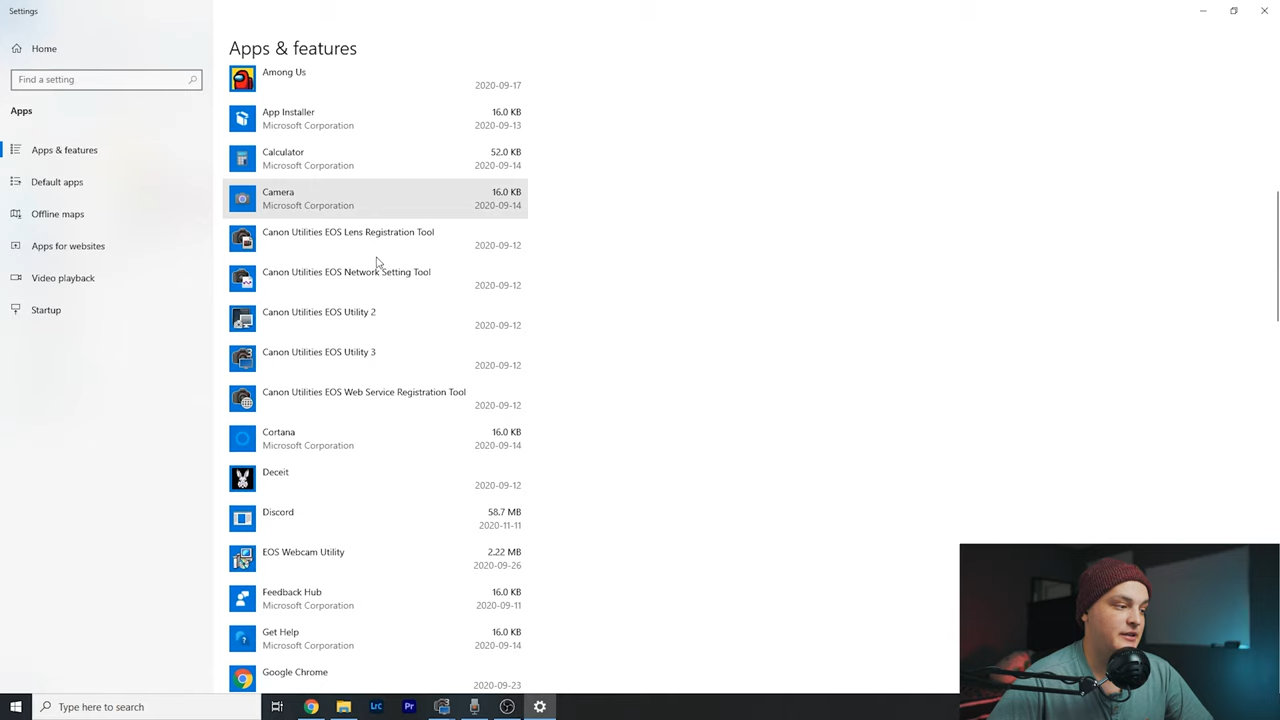 Settings
Home
Find a setting
Apps
Apps & features
Default apps
Offline maps
Apps for websites
Video playback
Startup
Apps & features
Among Us
2020-09-17
App Installer 16.0 KB
Microsoft Corporation 2020-09-13
Calculator 52.0 KB
Microsoft Corporation 2020-09-14
Camera 16.0 KB
Microsoft Corporation 2020-09-14
Canon Utilities EOS Lens Registration Tool
2020-09-12
Canon Utilities EOS Network Setting Tool
2020-09-12
Canon Utilities EOS Utility 2
2020-09-12
Canon Utilities EOS Utility 3
2020-09-12
Canon Utilities EOS Web Service Registration Tool
2020-09-12
Cortana 16.0 KB
Microsoft Corporation 2020-09-14
Deceit
2020-09-12
Discord 58.7 MB
2020-11-11
EOS Webcam Utility 2.22 MB
2020-09-26
Feedback Hub 16.0 KB
Microsoft Corporation 2020-09-11
Get Help 16.0 KB
Microsoft Corporation 2020-09-14
Google Chrome
2020-09-23
Type here to search
Lrc
Pr